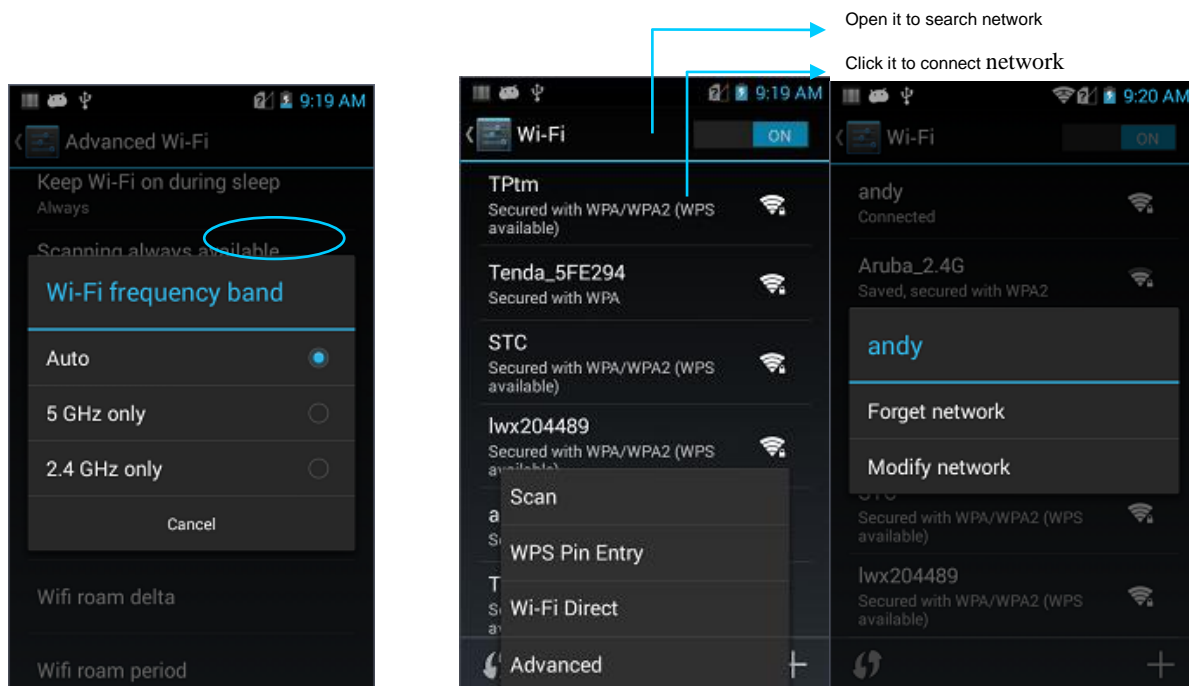 Open it to search network
Click it to connect network
9:19 AM
Advanced Wi-Fi
Keep Wi-Fi on during sleep
Always
Scanning always available
Wi-Fi frequency band
Auto
5 GHz only
2.4 GHz only
Cancel
Wifi roam delta
Wifi roam period
9:19 AM
Wi-Fi
ON
TPtm
Secured with WPA/WPA2 (WPS
available)
Tenda_5FE294
Secured with WPA
STC
Secured with WPA/WPA2 (WPS
available)
lwx204489
Secured with WPA/WPA2 (WPS
available)
Scan
WPS Pin Entry
Wi-Fi Direct
Advanced
9:20 AM
Wi-Fi
ON
andy
Connected
Aruba_2.4G
Saved, secured with WPA2
andy
Forget network
Modify network
STC
Secured with WPA/WPA2 (WPS
available)
lwx204489
Secured with WPA/WPA2 (WPS
available)